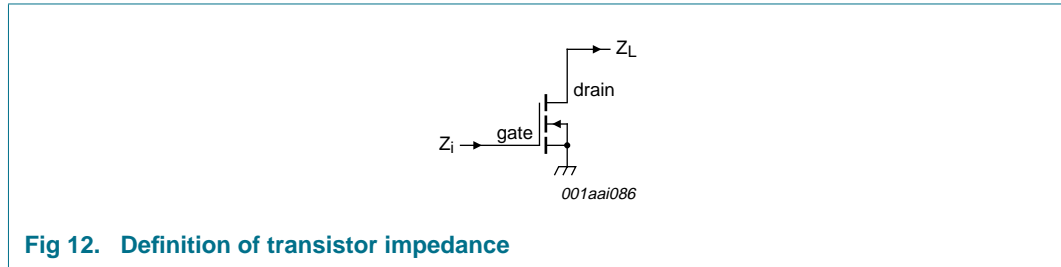 Z_L
drain
gate
Z_i
001aai086
Fig 12. Definition of transistor impedance